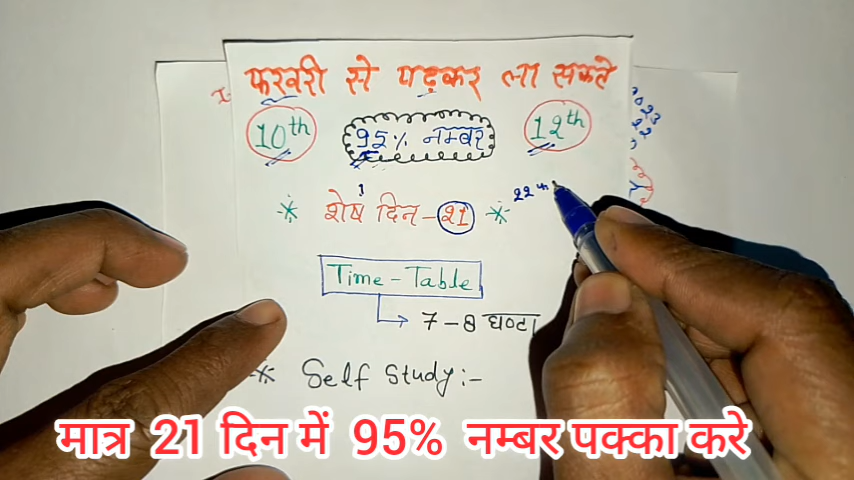 फरवरी से पढ़कर ला सकते
10th 95% नम्बर 12th
* शेष दिन - 21 * 22
Time - Table
7 - 8 घण्टा
* Self Study :-
मात्र 21 दिन में 95% नम्बर पक्का करे